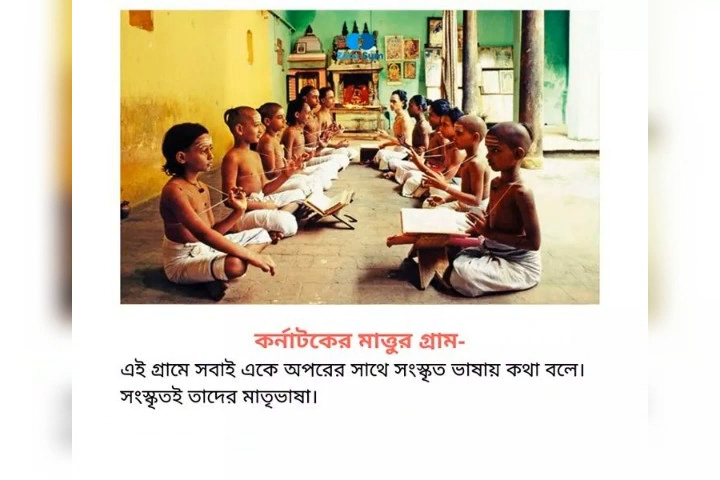 কর্নাটকের মাত্তুর গ্রাম-
এই গ্রামে সবাই একে অপরের সাথে সংস্কৃত ভাষায় কথা বলে।
সংস্কৃতই তাদের মাতৃভাষা।